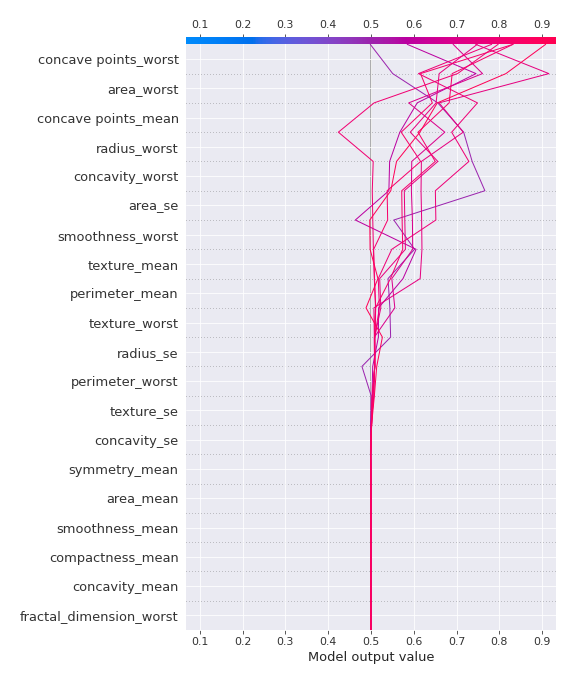 0.1 0.2 0.3 0.4 0.5 0.6 0.7 0.8 0.9
concave points_worst
area_worst
concave points_mean
radius_worst
concavity_worst
area_se
smoothness_worst
texture_mean
perimeter_mean
texture_worst
radius_se
perimeter_worst
texture_se
concavity_se
symmetry_mean
area_mean
smoothness_mean
compactness_mean
concavity_mean
fractal_dimension_worst
0.1 0.2 0.3 0.4 0.5 0.6 0.7 0.8 0.9
Model output value